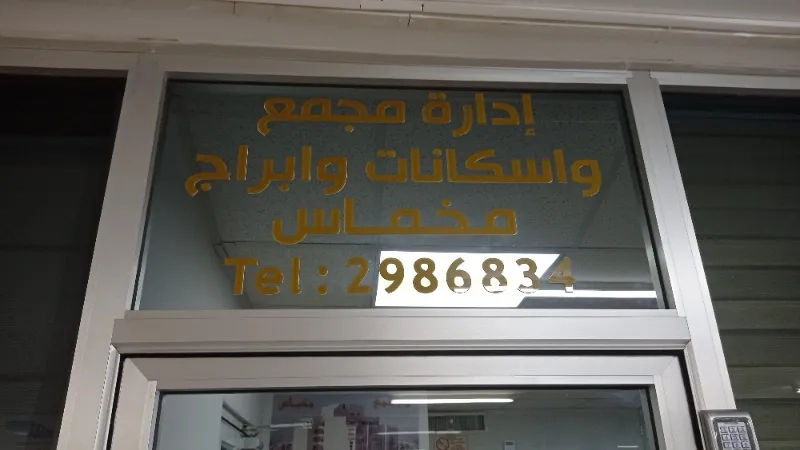 إدارة مجمع
واسكانات وابراج
مخماس
Tel : 2986834